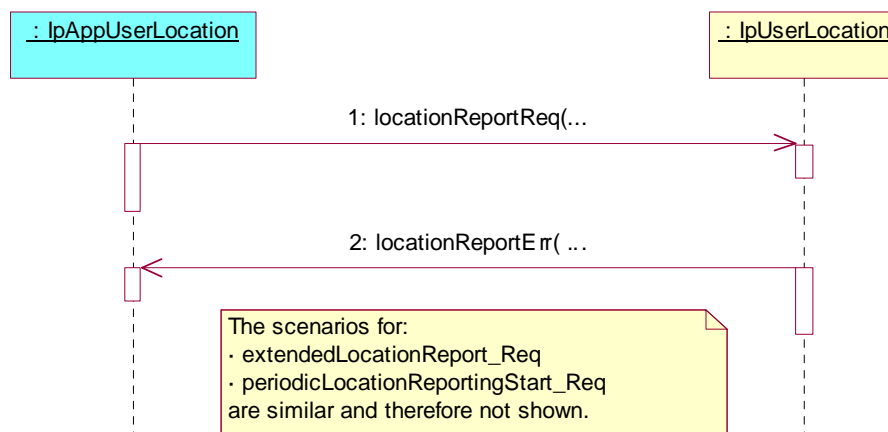 : IpAppUserLocation
: IpUserLocation
1: locationReportReq(...
2: locationReportErr( ...
The scenarios for:
· extendedLocationReport_Req
· periodicLocationReportingStart_Req
are similar and therefore not shown.